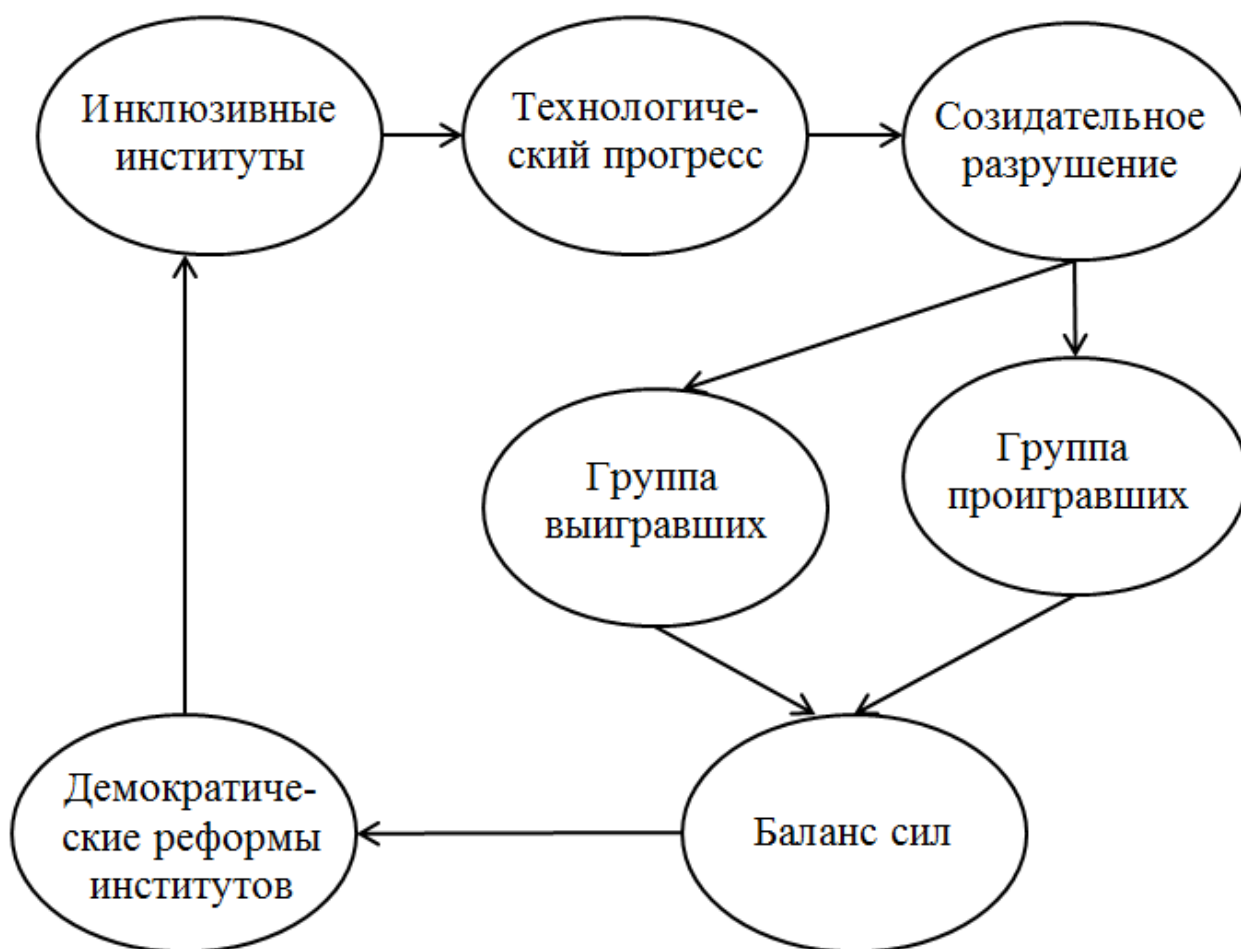 Инклюзивные
институты
Технологиче-
ский прогресс
Созидательное
разрушение
Группа
выигравших
Группа
проигравших
Демократиче-
ские реформы
институтов
Баланс сил